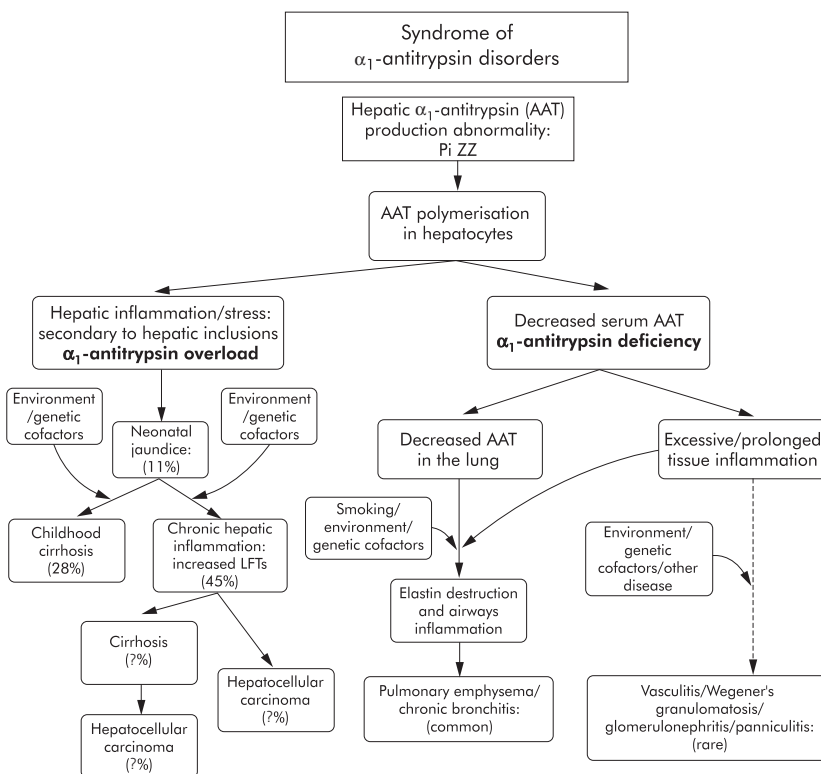 Syndrome of
α₁-antitrypsin disorders
Hepatic α₁-antitrypsin (AAT)
production abnormality:
Pi ZZ
AAT polymerisation
in hepatocytes
Hepatic inflammation/stress:
secondary to hepatic inclusions
α₁-antitrypsin overload
Decreased serum AAT
α₁-antitrypsin deficiency
Environment
/genetic
cofactors
Neonatal
jaundice:
(11%)
Environment
/genetic
cofactors
Decreased AAT
in the lung
Excessive/prolonged
tissue inflammation
Childhood
cirrhosis
(28%)
Chronic hepatic
inflammation:
increased LFTs
(45%)
Smoking/
environment/
genetic cofactors
Environment/
genetic
cofactors/other
disease
Elastin destruction
and airways
inflammation
Cirrhosis
(?%)
Hepatocellular
carcinoma
(?%)
Hepatocellular
carcinoma
(?%)
Pulmonary emphysema/
chronic bronchitis:
(common)
Vasculitis/Wegener's
granulomatosis/
glomerulonephritis/panniculitis:
(rare)